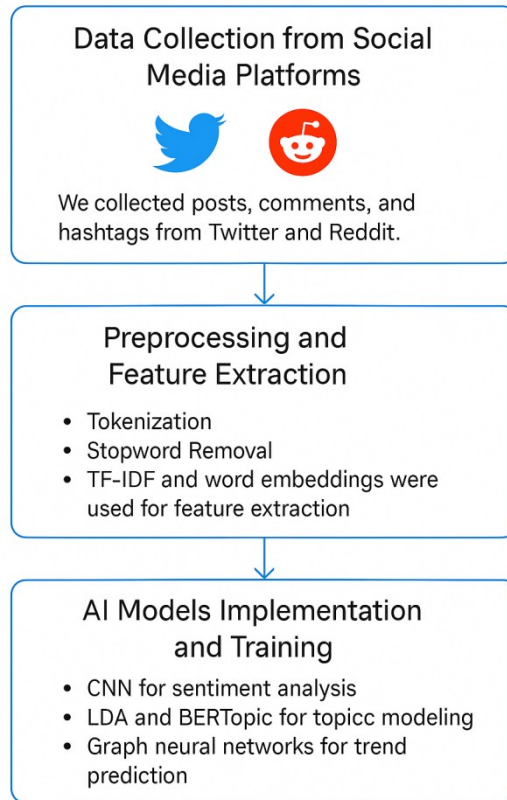 Data Collection from Social
Media Platforms
We collected posts, comments, and
hashtags from Twitter and Reddit.
Preprocessing and
Feature Extraction
• Tokenization
• Stopword Removal
• TF-IDF and word embeddings were
used for feature extraction
AI Models Implementation
and Training
• CNN for sentiment analysis
• LDA and BERTopic for topicc modeling
• Graph neural networks for trend
prediction